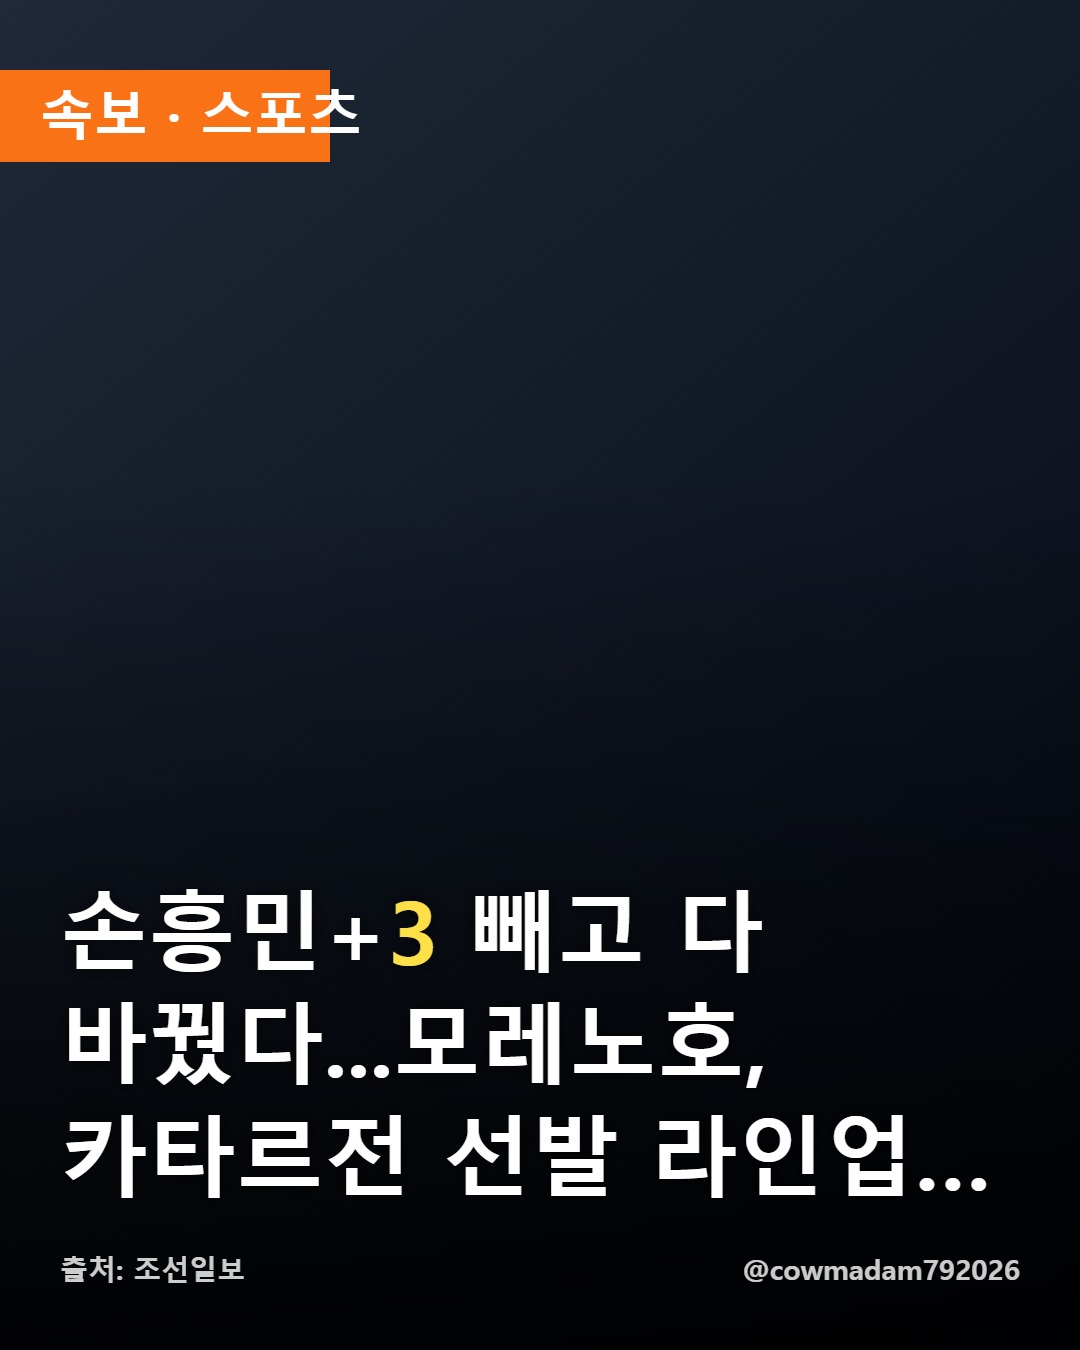 속보 · 스포츠
손흥민+3 빼고 다
바꿨다...모레노호,
카타르전 선발 라인업...
출처: 조선일보
@cowmadam792026